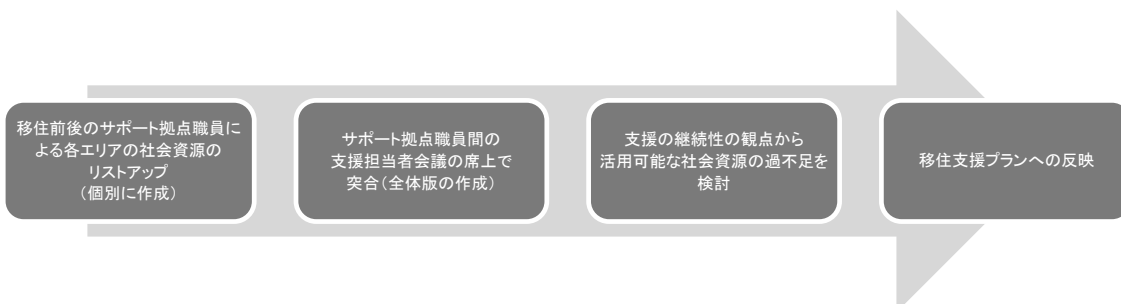 移住前後のサポート拠点職員に
よる各エリアの社会資源の
リストアップ
(個別に作成)
サポート拠点職員間の
支援担当者会議の席上で
突合(全体版の作成)
支援の継続性の観点から
活用可能な社会資源の過不足を
検討
移住支援プランへの反映